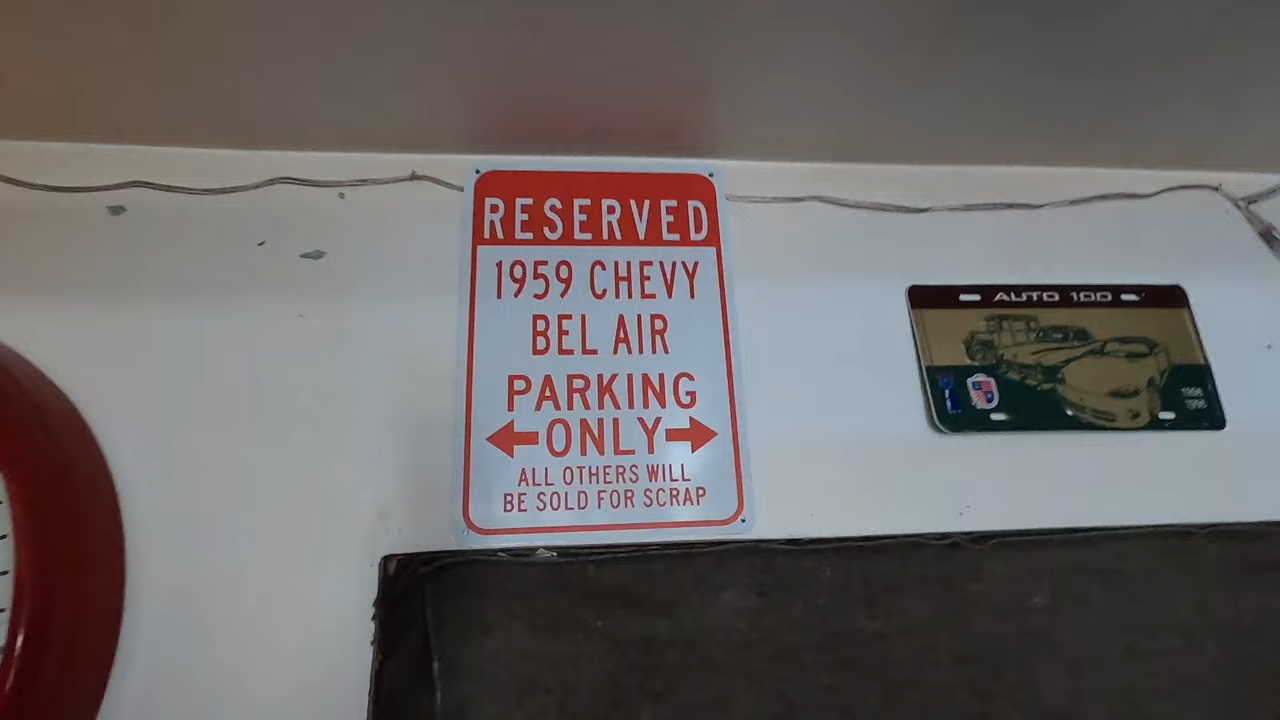 RESERVED
1959 CHEVY
BEL AIR
PARKING
ONLY
ALL OTHERS WILL
BE SOLD FOR SCRAP
AUTO 100